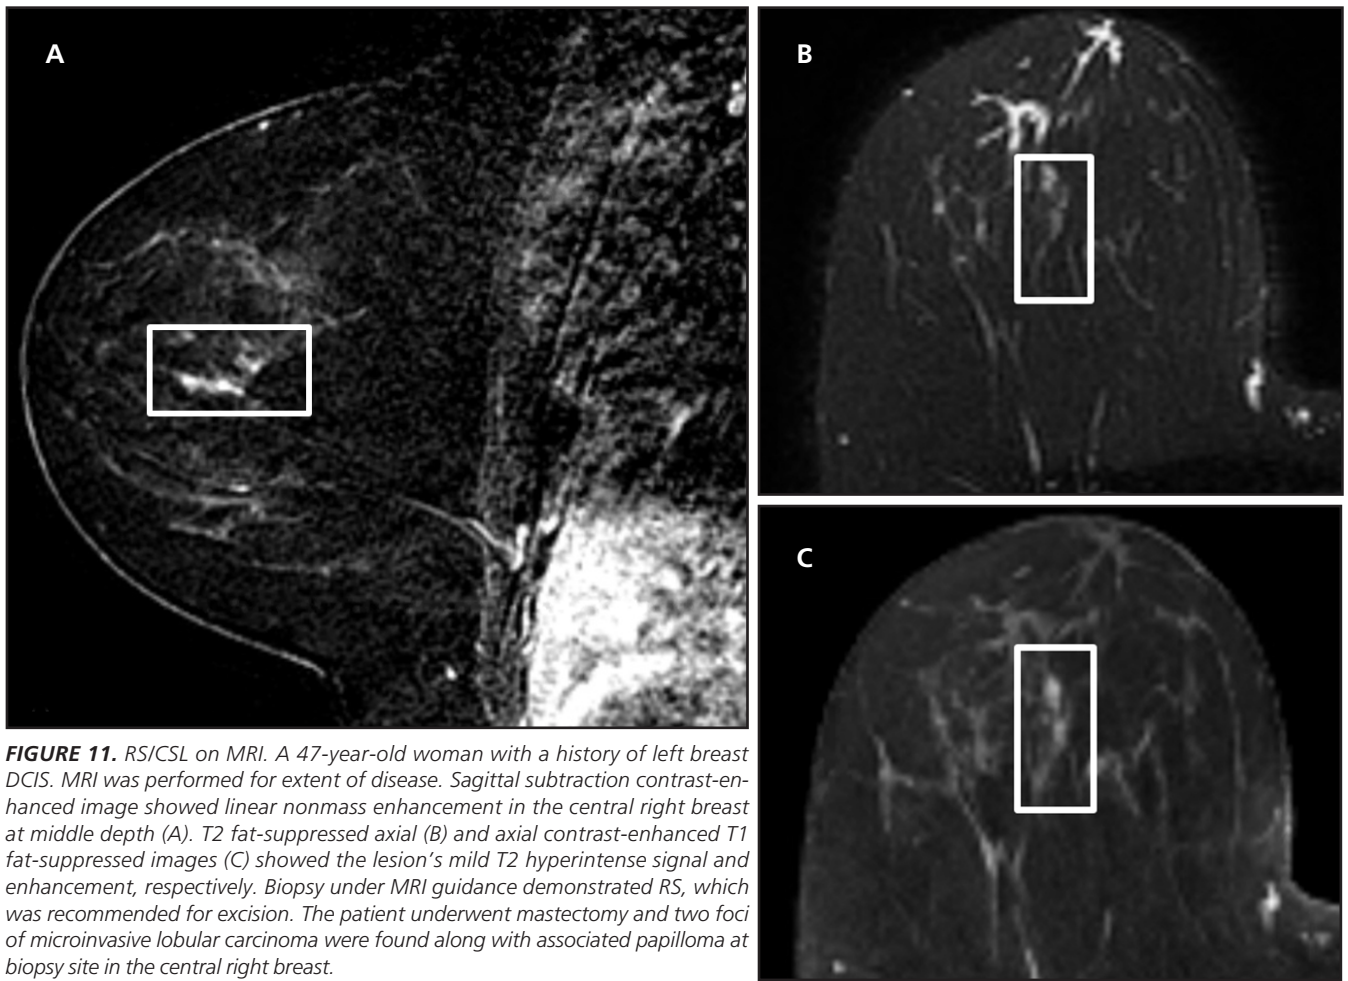 A
B
C
FIGURE 11. RS/CSL on MRI. A 47-year-old woman with a history of left breast
DCIS. MRI was performed for extent of disease. Sagittal subtraction contrast-en-
hanced image showed linear nonmass enhancement in the central right breast
at middle depth (A). T2 fat-suppressed axial (B) and axial contrast-enhanced T1
fat-suppressed images (C) showed the lesion's mild T2 hyperintense signal and
enhancement, respectively. Biopsy under MRI guidance demonstrated RS, which
was recommended for excision. The patient underwent mastectomy and two foci
of microinvasive lobular carcinoma were found along with associated papilloma at
biopsy site in the central right breast.